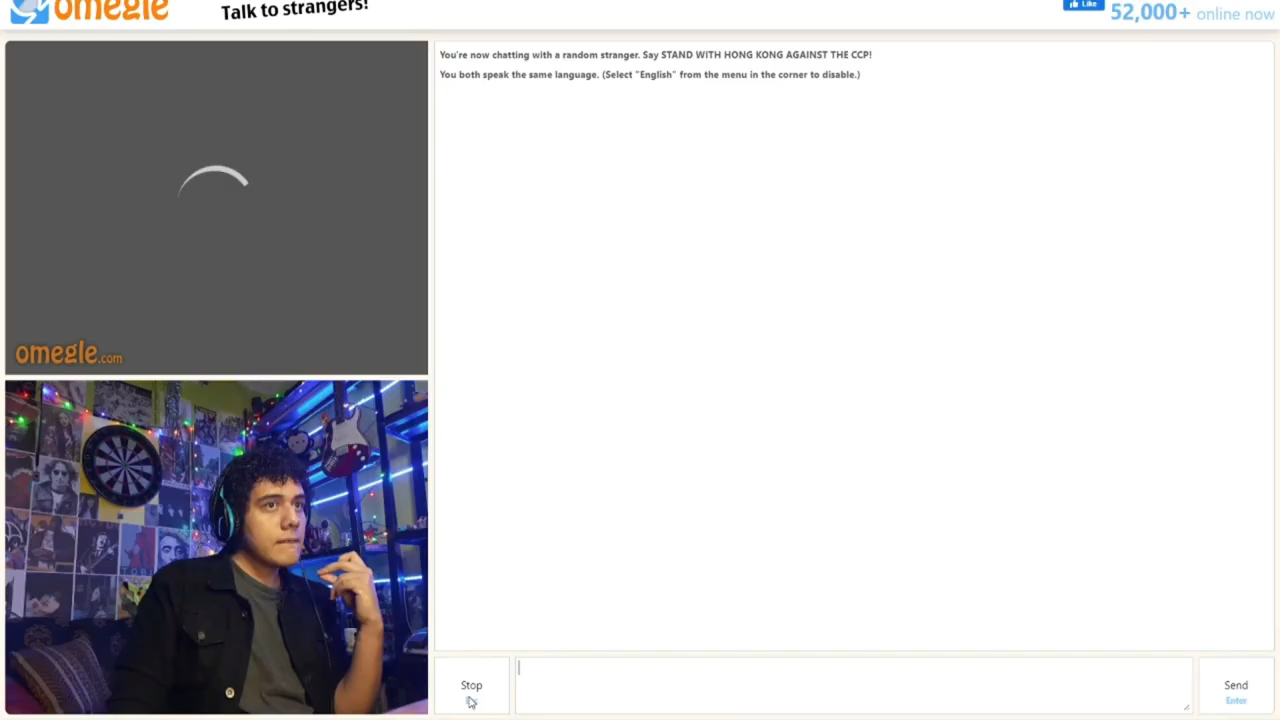 omegle
Talk to strangers!
Like
52,000+ online now
You're now chatting with a random stranger. Say STAND WITH HONG KONG AGAINST THE CCP!
You both speak the same language. (Select "English" from the menu in the corner to disable.)
omegle.com
Stop
Send
Enter